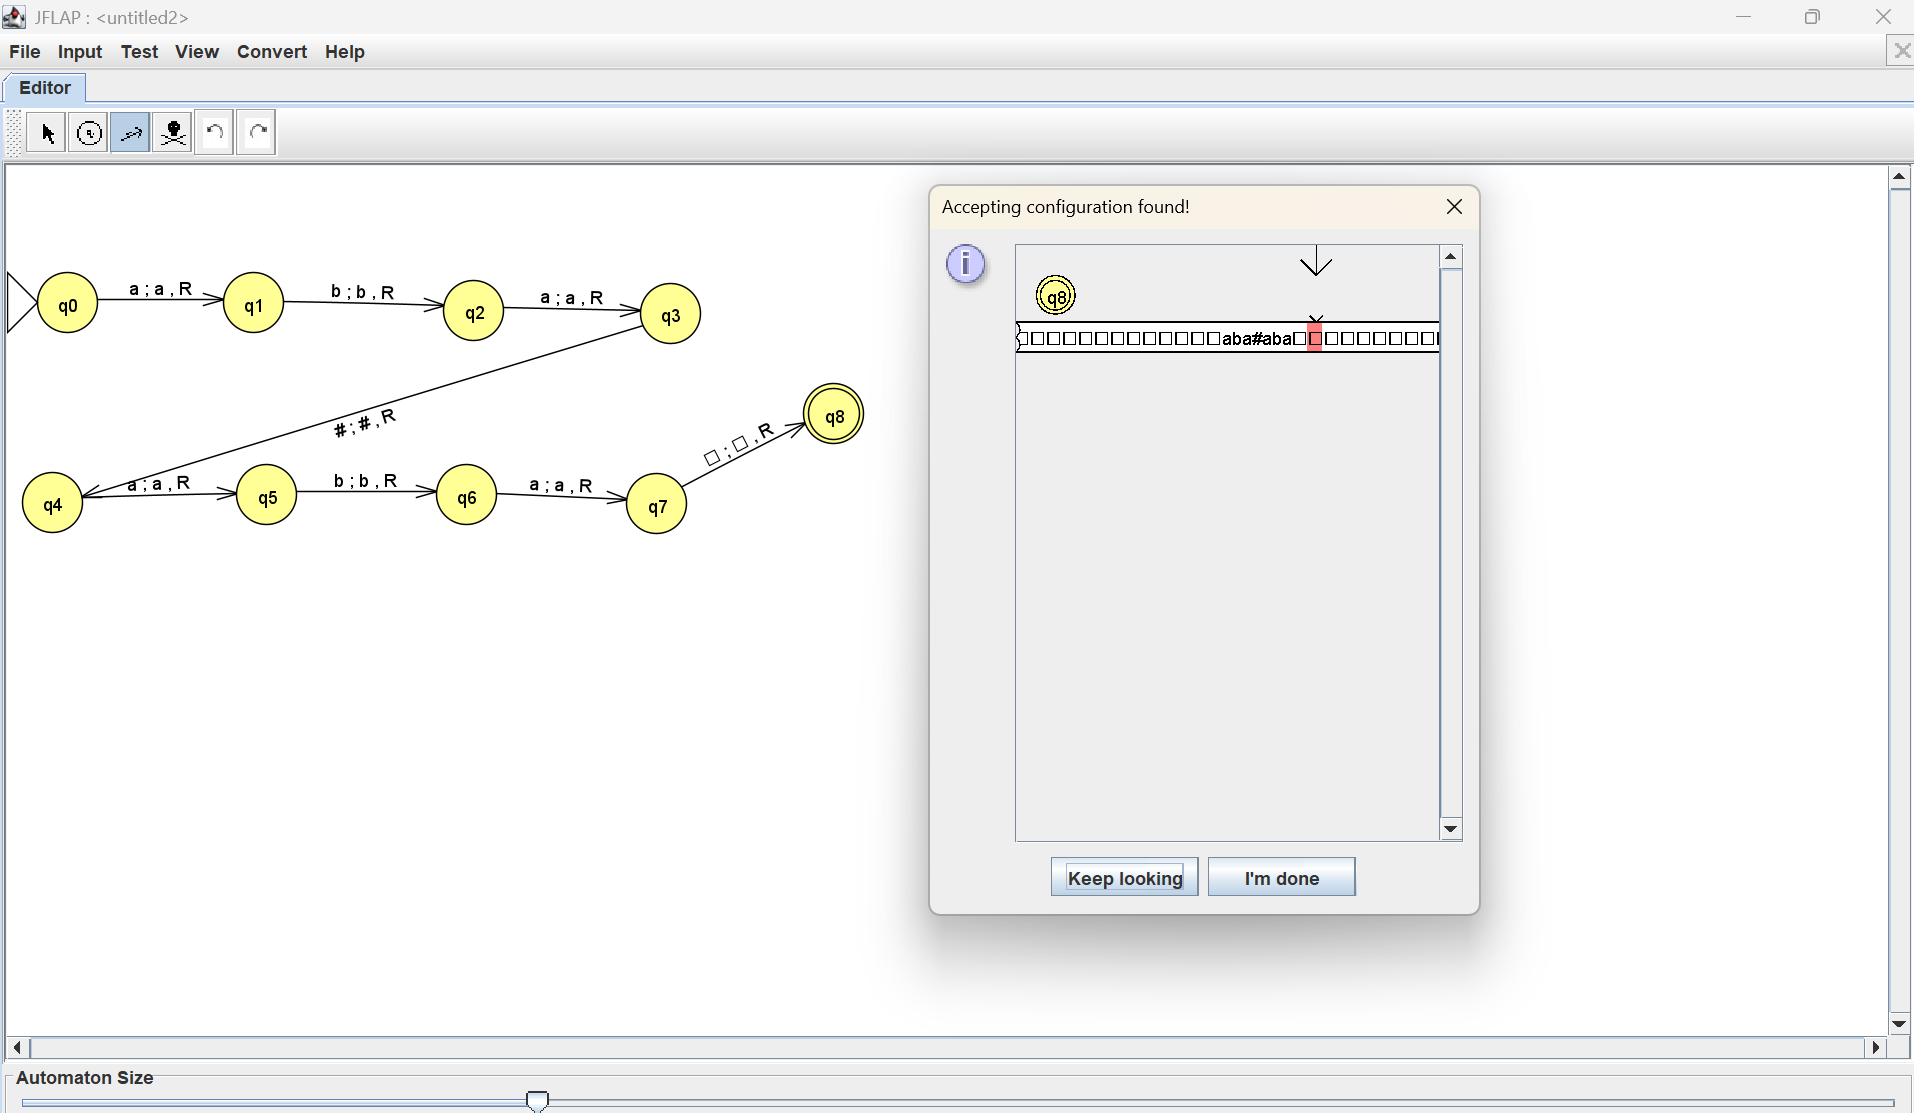 JFLAP : <untitled2>
File Input Test View Convert Help
Editor
Accepting configuration found!
q8
aba#aba
Keep looking
I'm done
q0
a ; a , R
q1
b ; b , R
q2
a ; a , R
q3
# ; # , R
q4
a ; a , R
q5
b ; b , R
q6
a ; a , R
q7
□ ; □ , R
q8
Automaton Size